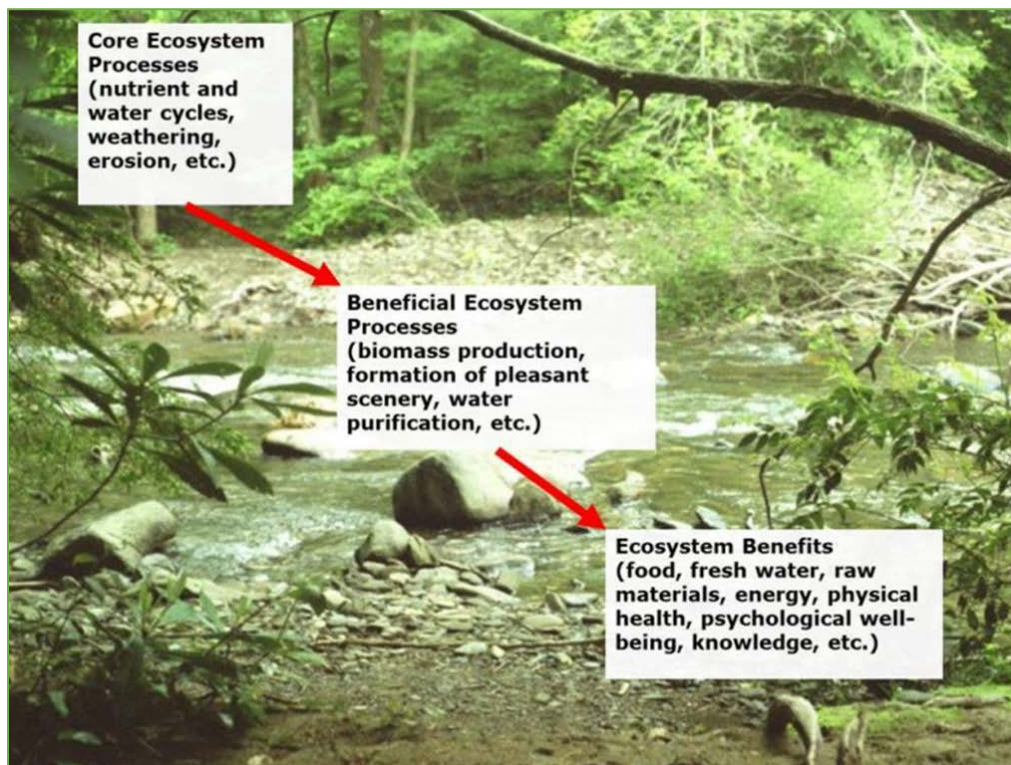 Core Ecosystem
Processes
(nutrient and
water cycles,
weathering,
erosion, etc.)
Beneficial Ecosystem
Processes
(biomass production,
formation of pleasant
scenery, water
purification, etc.)
Ecosystem Benefits
(food, fresh water, raw
materials, energy, physical
health, psychological well-
being, knowledge, etc.)